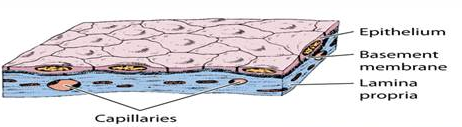 Epithelium
Basement
membrane
Lamina
propria
Capillaries